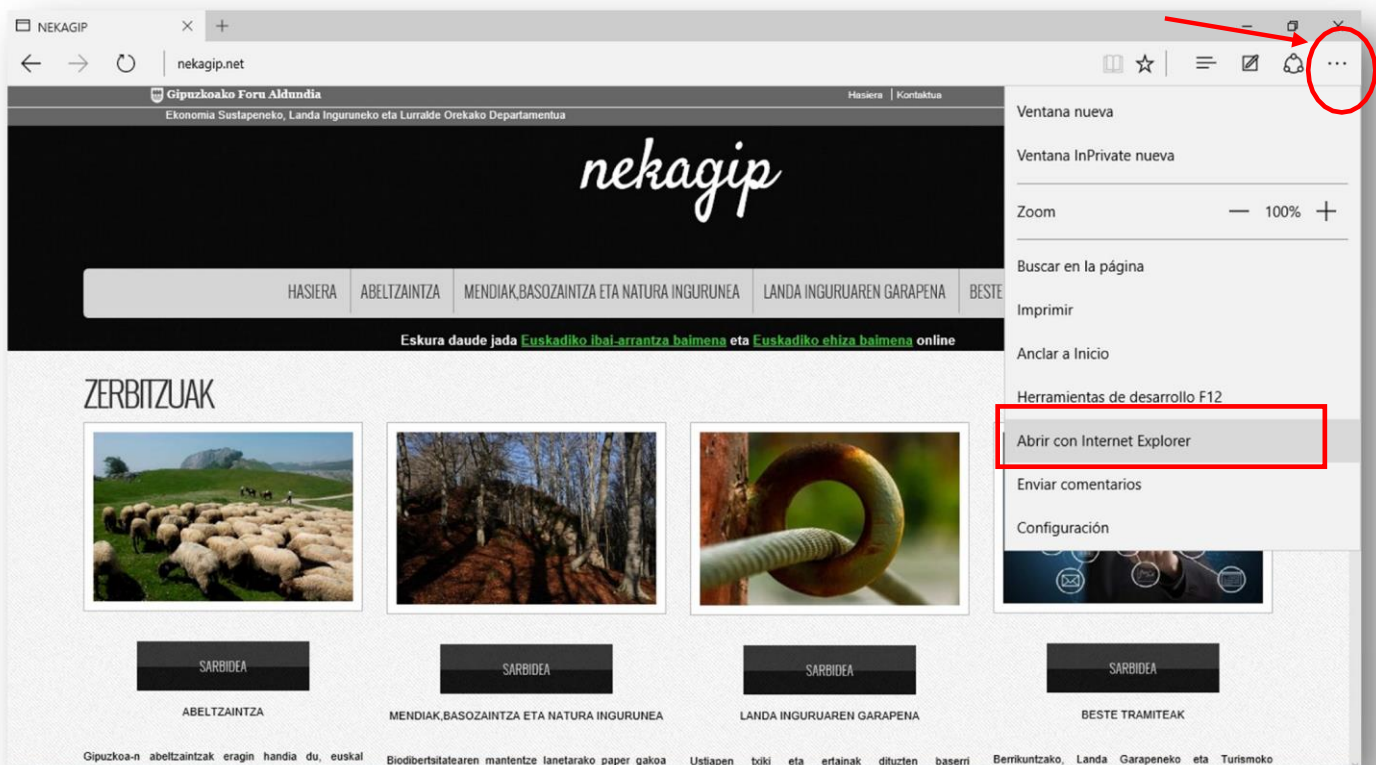 NEKAGIP
nekagip.net
Gipuzkoako Foru Aldundia
Hasiera | Kontaktua
Ekonomia Sustapeneko, Landa Inguruneko eta Lurralde Orekako Departamentua
nekagip
HASIERA
ABELTZAINTZA
MENDIAK,BASOZAINTZA ETA NATURA INGURUNEA
LANDA INGURUAREN GARAPENA
BESTE
Eskura daude jada Euskadiko ibai-arrantza baimena eta Euskadiko ehiza baimena online
Ventana nueva
Ventana InPrivate nueva
Zoom — 100% +
Buscar en la página
Imprimir
Anclar a Inicio
Herramientas de desarrollo F12
Abrir con Internet Explorer
Enviar comentarios
Configuración
ZERBITZUAK
SARBIDEA
SARBIDEA
SARBIDEA
SARBIDEA
ABELTZAINTZA
MENDIAK,BASOZAINTZA ETA NATURA INGURUNEA
LANDA INGURUAREN GARAPENA
BESTE TRAMITEAK
Gipuzkoa-n abeltzaintzak eragin handia du, euskal
Biodibertsitatearen mantentze lanetarako paper gakoa
Ustiapen txiki eta ertainak dituzten baserri
Berrikuntzako, Landa Garapeneko eta Turismoko